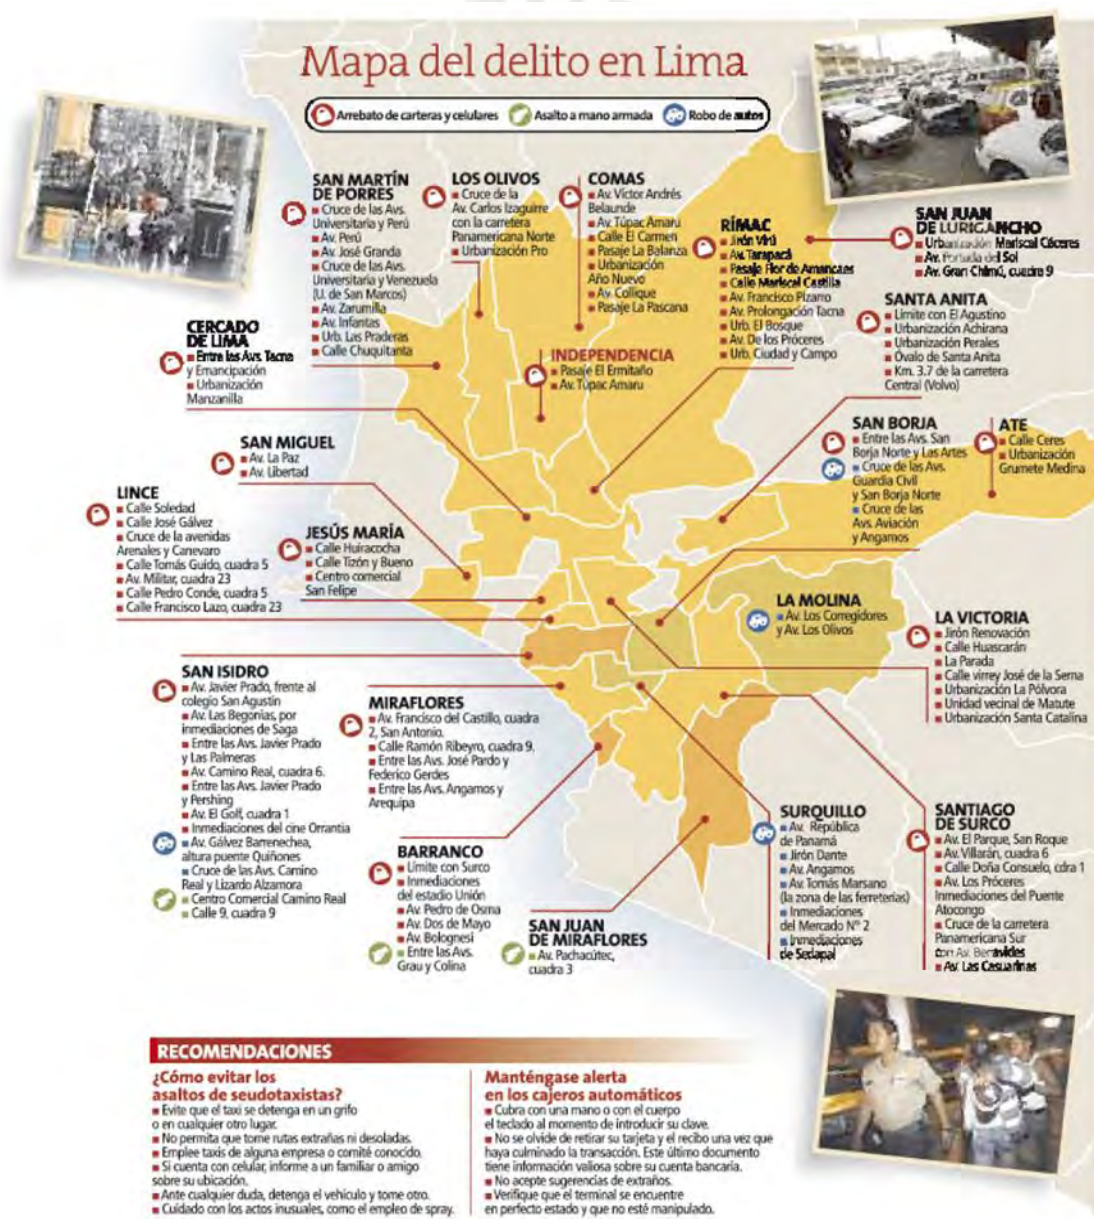 Mapa del delito en Lima
Arrebato de carteras y celulares
Asalto a mano armada
Robo de autos
SAN MARTÍN
DE PORRES
Cruce de las Avs.
Universitaria y Perú
Av. Perú
Av. José Granda
Cruce de las Avs.
Universitaria y Venezuela
(U. de San Marcos)
Av. Zarumilla
Av. Infantas
Urb. Las Praderas
Calle Chuquitanta
LOS OLIVOS
Cruce de la
Av. Carlos Izaguirre
con la carretera
Panamericana Norte
Urbanización Pro
COMAS
Av. Víctor Andrés
Belaunde
Av. Túpac Amaru
Calle El Carmen
Pasaje La Balanza
Urbanización
Año Nuevo
Av. Collique
Pasaje La Pascana
RÍMAC
Jirón Virú
Av. Tarapacá
Pasaje Flor de Amancaes
Calle Mariscal Castilla
Av. Francisco Pizarro
Av. Prolongación Tacna
Urb. El Bosque
Av. De los Próceres
Urb. Ciudad y Campo
SAN JUAN
DE LURIGANCHO
Urbanización Mariscal Cáceres
Av. Portada del Sol
Av. Gran Chimú, cuadra 9
SANTA ANITA
Límite con El Agustino
Urbanización Achirana
Urbanización Perales
Óvalo de Santa Anita
Km. 3.7 de la carretera
Central (Volvo)
CERCADO
DE LIMA
Entre las Avs. Tacna
y Emancipación
Urbanización
Manzanilla
INDEPENDENCIA
Pasaje El Ermitaño
Av. Túpac Amaru
SAN BORJA
Entre las Avs. San
Borja Norte y Las Artes
Cruce de las Avs.
Guardia Civil
y San Borja Norte
Cruce de las
Avs. Aviación
y Angamos
ATE
Calle Ceres
Urbanización
Grumete Medina
SAN MIGUEL
Av. La Paz
Av. Libertad
LINCE
Calle Soledad
Calle José Gálvez
Cruce de la avenidas
Arenales y Canevaro
Calle Tomás Guido, cuadra 5
Av. Militar, cuadra 23
Calle Pedro Conde, cuadra 5
Calle Francisco Lazo, cuadra 23
JESÚS MARÍA
Calle Huiracocha
Calle Tizón y Bueno
Centro comercial
San Felipe
LA MOLINA
Av. Los Corregidores
y Av. Los Olivos
LA VICTORIA
Jirón Renovación
Calle Huascarán
La Parada
Calle virrey José de la Serna
Urbanización La Pólvora
Unidad vecinal de Matute
Urbanización Santa Catalina
SAN ISIDRO
Av. Javier Prado, frente al
colegio San Agustín
Av. Las Begonias, por
inmediaciones de Saga
Entre las Avs. Javier Prado
y Las Palmeras
Av. Camino Real, cuadra 6.
Entre las Avs. Javier Prado
y Pershing
Av. El Golf, cuadra 1
Inmediaciones del cine Orrantia
Av. Gálvez Barrenechea,
altura puente Quiñones
Cruce de las Avs. Camino
Real y Lizardo Alzamora
Centro Comercial Camino Real
Calle 9, cuadra 9
MIRAFLORES
Av. Francisco del Castillo, cuadra
2, San Antonio.
Calle Ramón Ribeyro, cuadra 9.
Entre las Avs. José Pardo y
Federico Gerdes
Entre las Avs. Angamos y
Arequipa
BARRANCO
Límite con Surco
Inmediaciones
del estadio Unión
Av. Pedro de Osma
Av. Dos de Mayo
Av. Bolognesi
Entre las Avs.
Grau y Colina
SAN JUAN
DE MIRAFLORES
Av. Pachacútec,
cuadra 3
SURQUILLO
Av. República
de Panamá
Jirón Dante
Av. Angamos
Av. Tomás Marsano
(la zona de las ferreterías)
Inmediaciones
del Mercado N° 2
Inmediaciones
de Sedapal
SANTIAGO
DE SURCO
Av. El Parque, San Roque
Av. Villarán, cuadra 6
Calle Doña Consuelo, cdra 1
Av. Los Próceres
Inmediaciones del Puente
Atocongo
Cruce de la carretera
Panamericana Sur
con Av. Benavides
Av. Las Casuarinas
RECOMENDACIONES
¿Cómo evitar los
asaltos de seudotaxistas?
Evite que el taxi se detenga en un grifo
o en cualquier otro lugar.
No permita que tome rutas extrañas ni desoladas.
Emplee taxis de alguna empresa o comité conocido.
Si cuenta con celular, informe a un familiar o amigo
sobre su ubicación.
Ante cualquier duda, detenga el vehículo y tome otro.
Cuidado con los actos inusuales, como el empleo de spray.
Manténgase alerta
en los cajeros automáticos
Cubra con una mano o con el cuerpo
el teclado al momento de introducir su clave.
No se olvide de retirar su tarjeta y el recibo una vez que
haya culminado la transacción. Este último documento
tiene información valiosa sobre su cuenta bancaria.
No acepte sugerencias de extraños.
Verifique que el terminal se encuentre
en perfecto estado y que no esté manipulado.